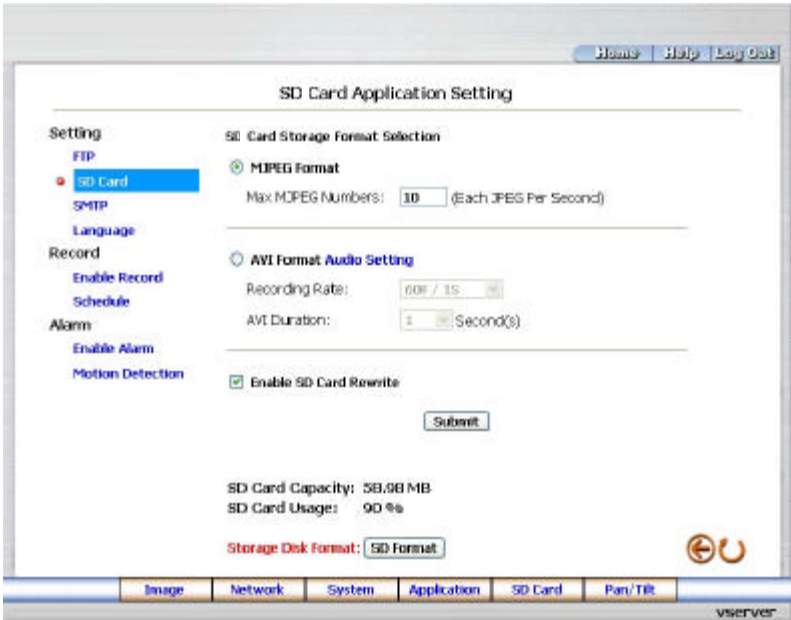 Home | Help | Log Out
SD Card Application Setting
Setting
FTP
SD Card
SMTP
Language
Record
Enable Record
Schedule
Alarm
Enable Alarm
Motion Detection
SD Card Storage Format Selection
MJPEG Format
Max MJPEG Numbers: 10 (Each JPEG Per Second)
AVI Format Audio Setting
Recording Rate: 60F / 1S
AVI Duration: 1 Second(s)
Enable SD Card Rewrite
Submit
SD Card Capacity: 58.98 MB
SD Card Usage: 90 %
Storage Disk Format: SD Format
Image Network System Application SD Card Pan/Tilt
vserver